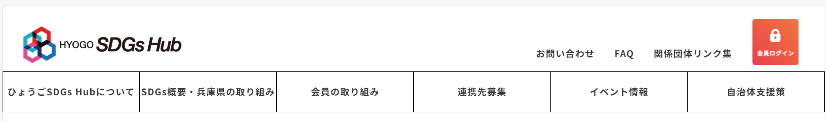 HYOGO SDGs Hub
お問い合わせ FAQ 関係団体リンク集 会員ログイン
ひょうごSDGs Hubについて SDGs概要・兵庫県の取り組み 会員の取り組み 連携先募集 イベント情報 自治体支援策